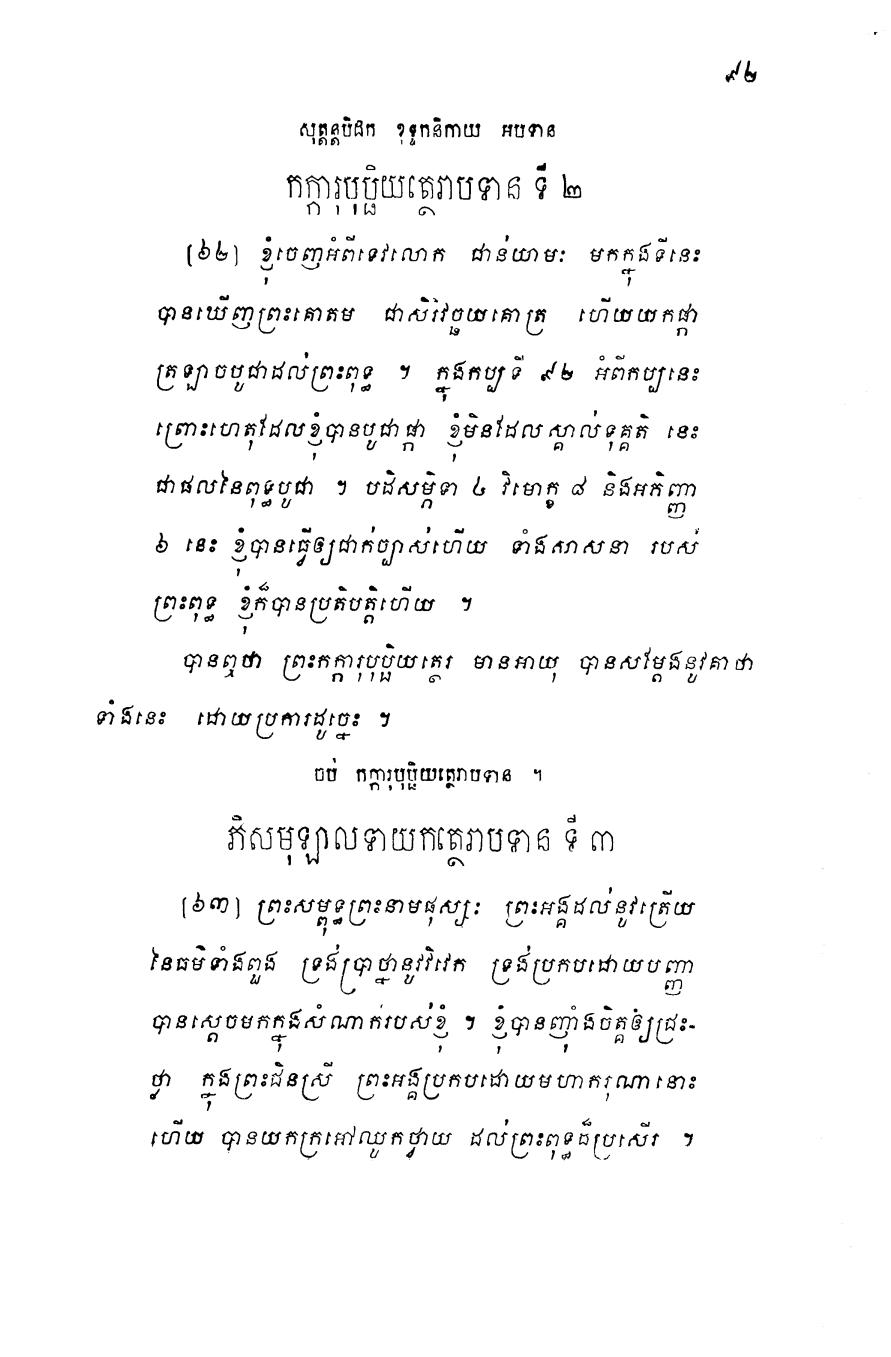 ៩២
សុត្តន្តបិដក ខុទ្ទកនិកាយ អបទាន
កក្ការុបុប្ផិយត្ថេរាបទាន ទី ២
(៦២) ខ្ញុំចេញអំពីទេវលោក ជាន់យាមៈ មកក្នុងទីនេះ
បានឃើញព្រះគោតម ជាសិរីវេច្ឆយគោត្រ ហើយយកផ្កា
ត្រឡាចបូជាដល់ព្រះពុទ្ធ ។ ក្នុងកប្បទី ៩២ អំពីកប្បនេះ
ព្រោះហេតុដែលខ្ញុំបានបូជាផ្កា ខ្ញុំមិនដែលស្គាល់ទុគ្គតិ នេះ
ជាផលនៃពុទ្ធបូជា ។ បដិសម្ភិទា ៤ វិមោក្ខ ៨ និងអភិញ្ញា
៦ នេះ ខ្ញុំបានធ្វើឲ្យជាក់ច្បាស់ហើយ ទាំងសាសនា របស់
ព្រះពុទ្ធ ខ្ញុំក៏បានប្រតិបត្តិហើយ ។
បានឮថា ព្រះកក្ការុបុប្ផិយត្ថេរ មានអាយុ បានសម្ដែងនូវគាថា
ទាំងនេះ ដោយប្រការដូច្នេះ ។
ចប់ កក្ការុបុប្ផិយត្ថេរាបទាន ។
ភិសមុឡាលទាយកត្ថេរាបទាន ទី ៣
(៦៣) ព្រះសម្ពុទ្ធព្រះនាមផុស្សៈ ព្រះអង្គដល់នូវត្រើយ
នៃធម៌ទាំងពួង ទ្រង់ប្រាថ្នានូវវិវេក ទ្រង់ប្រកបដោយបញ្ញា
បានស្ដេចមកក្នុងសំណាក់របស់ខ្ញុំ ។ ខ្ញុំបានញ៉ាំងចិត្តឲ្យជ្រះ-
ថ្លា ក្នុងព្រះជិនស្រី ព្រះអង្គប្រកបដោយមហាករុណានោះ
ហើយ បានយកក្រអៅឈូកថ្វាយ ដល់ព្រះពុទ្ធដ៏ប្រសើរ ។